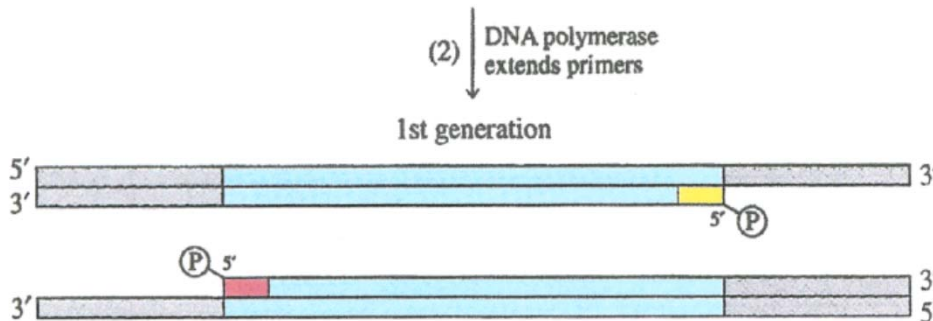 (2)
DNA polymerase
extends primers
1st generation
5′
3
3′
5′
P
P
5′
3
3′
5